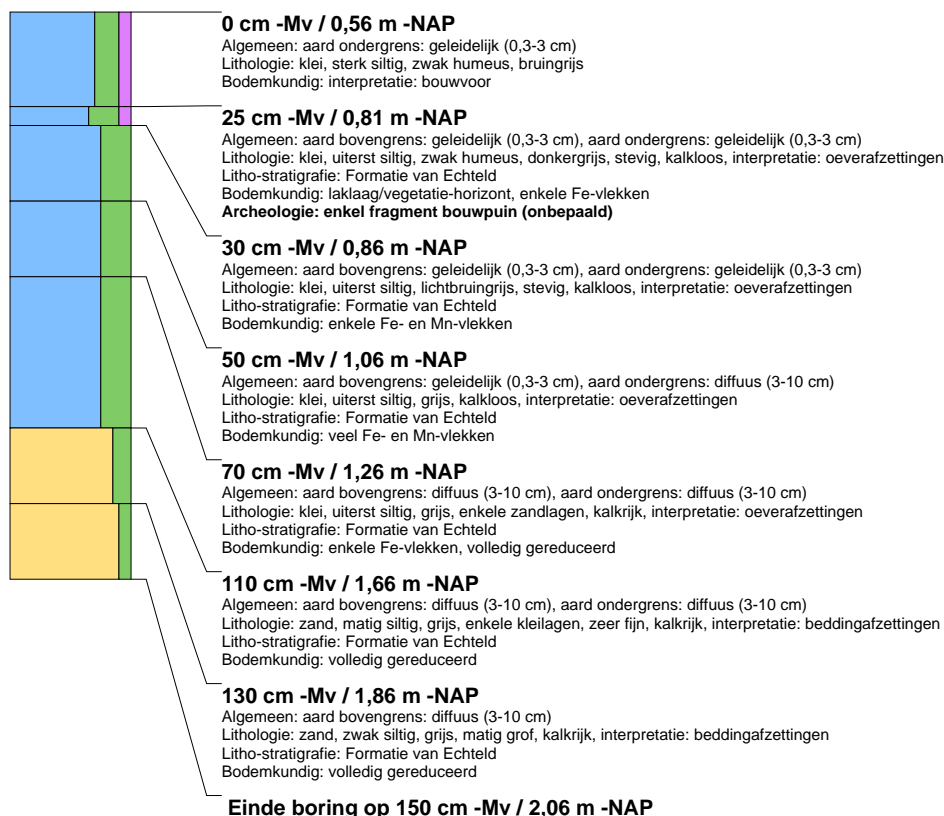 0 cm -Mv / 0,56 m -NAP
Algemeen: aard ondergrens: geleidelijk (0,3-3 cm)
Lithologie: klei, sterk siltig, zwak humeus, bruingrijs
Bodemkundig: interpretatie: bouwvoor
25 cm -Mv / 0,81 m -NAP
Algemeen: aard bovengrens: geleidelijk (0,3-3 cm), aard ondergrens: geleidelijk (0,3-3 cm)
Lithologie: klei, uiterst siltig, zwak humeus, donkergrijs, stevig, kalkloos, interpretatie: oeverafzettingen
Litho-stratigrafie: Formatie van Echteld
Bodemkundig: laklaag/vegetatie-horizont, enkele Fe-vlekken
Archeologie: enkel fragment bouwpuin (onbepaald)
30 cm -Mv / 0,86 m -NAP
Algemeen: aard bovengrens: geleidelijk (0,3-3 cm), aard ondergrens: geleidelijk (0,3-3 cm)
Lithologie: klei, uiterst siltig, lichtbruingrijs, stevig, kalkloos, interpretatie: oeverafzettingen
Litho-stratigrafie: Formatie van Echteld
Bodemkundig: enkele Fe- en Mn-vlekken
50 cm -Mv / 1,06 m -NAP
Algemeen: aard bovengrens: geleidelijk (0,3-3 cm), aard ondergrens: diffuus (3-10 cm)
Lithologie: klei, uiterst siltig, grijs, kalkloos, interpretatie: oeverafzettingen
Litho-stratigrafie: Formatie van Echteld
Bodemkundig: veel Fe- en Mn-vlekken
70 cm -Mv / 1,26 m -NAP
Algemeen: aard bovengrens: diffuus (3-10 cm), aard ondergrens: diffuus (3-10 cm)
Lithologie: klei, uiterst siltig, grijs, enkele zandlagen, kalkrijk, interpretatie: oeverafzettingen
Litho-stratigrafie: Formatie van Echteld
Bodemkundig: enkele Fe-vlekken, volledig gereduceerd
110 cm -Mv / 1,66 m -NAP
Algemeen: aard bovengrens: diffuus (3-10 cm), aard ondergrens: diffuus (3-10 cm)
Lithologie: zand, matig siltig, grijs, enkele kleilagen, zeer fijn, kalkrijk, interpretatie: beddingafzettingen
Litho-stratigrafie: Formatie van Echteld
Bodemkundig: volledig gereduceerd
130 cm -Mv / 1,86 m -NAP
Algemeen: aard bovengrens: diffuus (3-10 cm)
Lithologie: zand, zwak siltig, grijs, matig grof, kalkrijk, interpretatie: beddingafzettingen
Litho-stratigrafie: Formatie van Echteld
Bodemkundig: volledig gereduceerd
Einde boring op 150 cm -Mv / 2,06 m -NAP